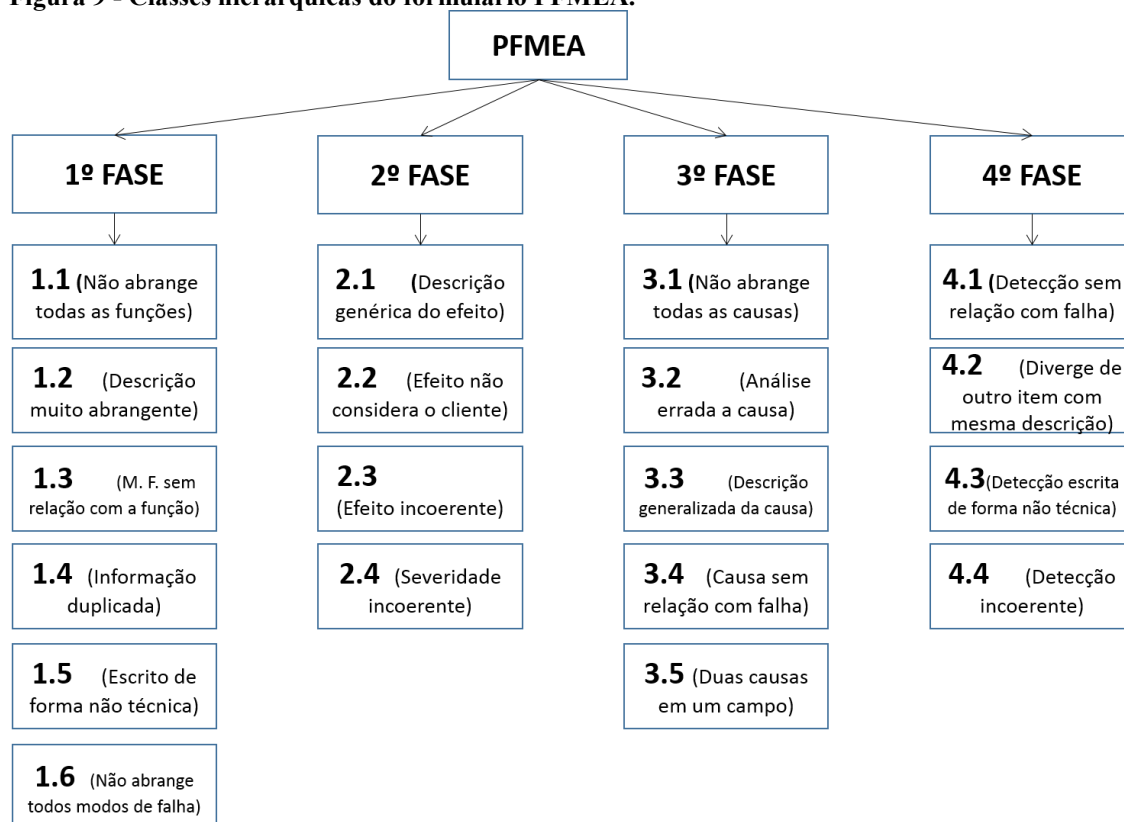 Figura 9 - Classes hierárquicas do formulário PFMEA.
PFMEA
1º FASE
1.1 (Não abrange
todas as funções)
1.2 (Descrição
muito abrangente)
1.3 (M. F. sem
relação com a função)
1.4 (Informação
duplicada)
1.5 (Escrito de
forma não técnica)
1.6 (Não abrange
todos modos de falha)
2º FASE
2.1 (Descrição
genérica do efeito)
2.2 (Efeito não
considera o cliente)
2.3
(Efeito incoerente)
2.4 (Severidade
incoerente)
3º FASE
3.1 (Não abrange
todas as causas)
3.2 (Análise
errada a causa)
3.3 (Descrição
generalizada da causa)
3.4 (Causa sem
relação com falha)
3.5 (Duas causas
em um campo)
4º FASE
4.1 (Detecção sem
relação com falha)
4.2 (Diverge de
outro item com
mesma descrição)
4.3(Detecção escrita
de forma não técnica)
4.4 (Detecção
incoerente)